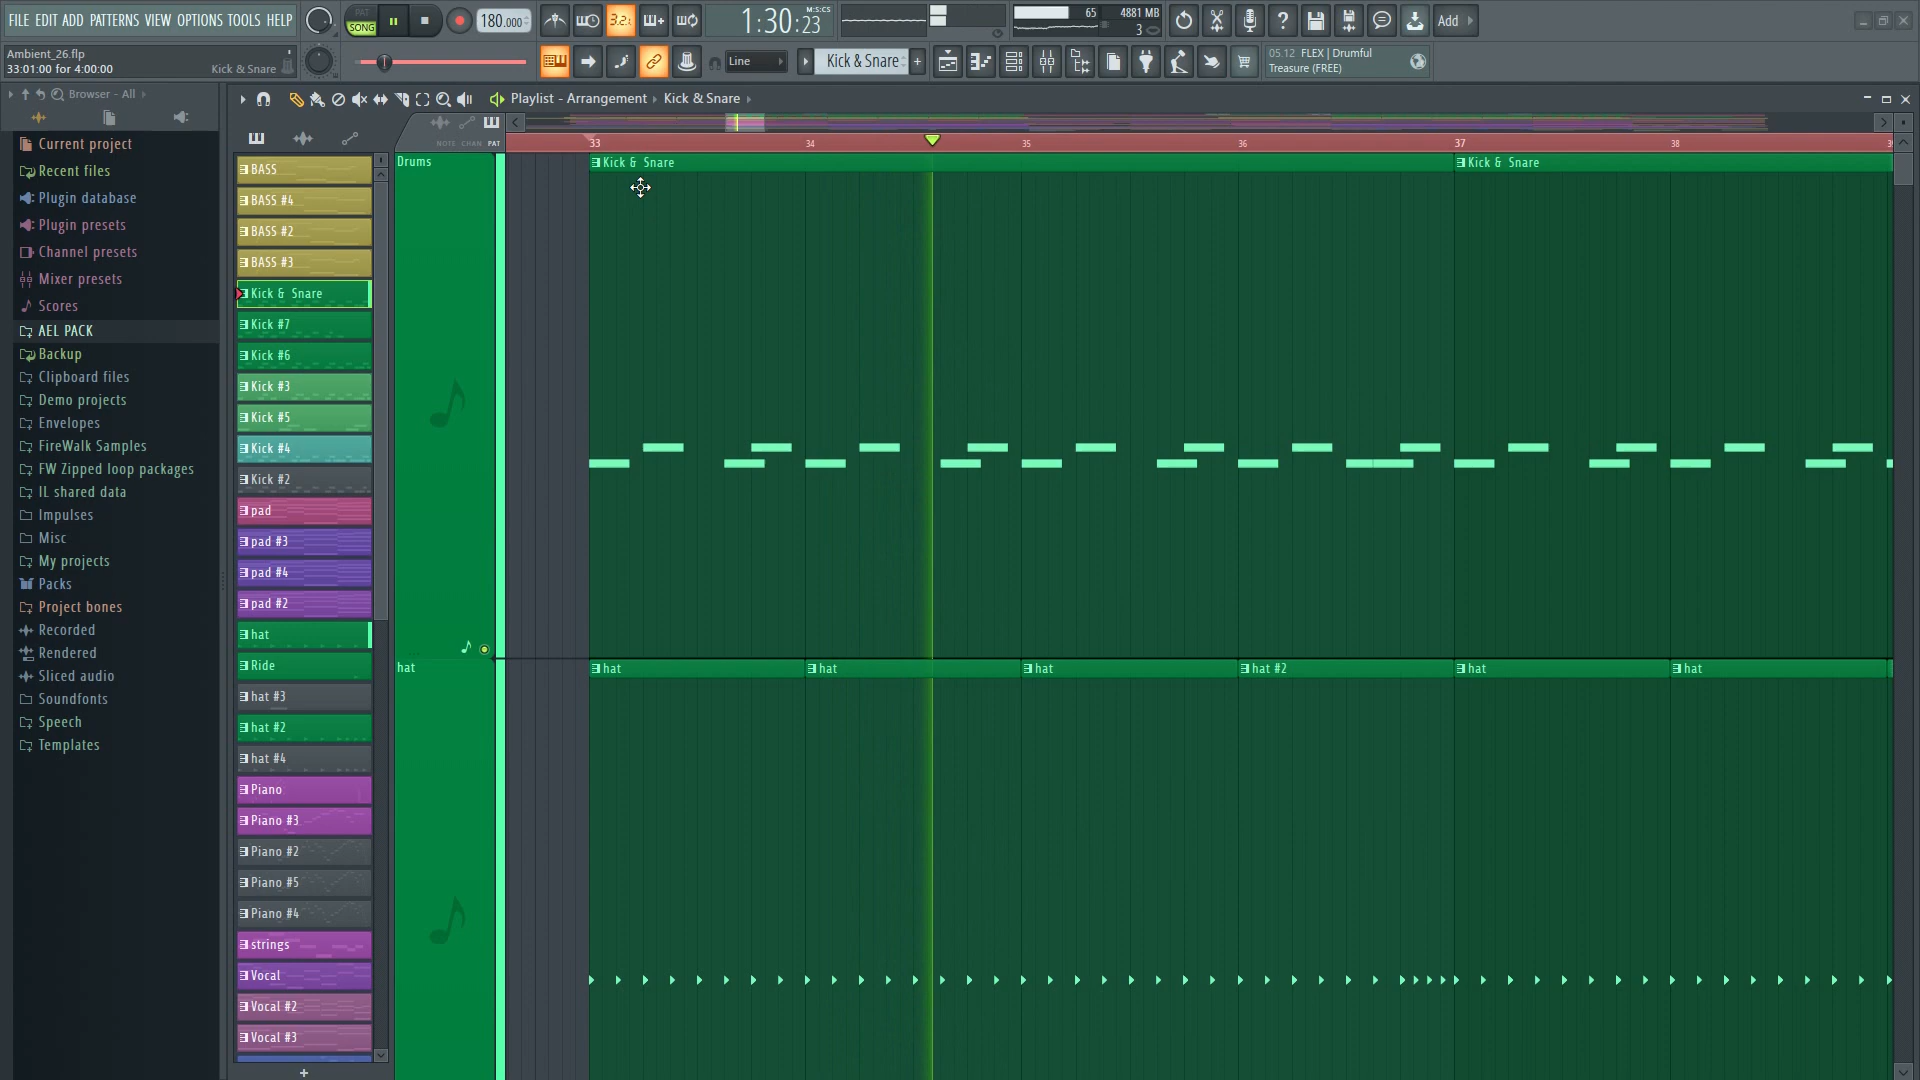 FILE EDIT ADD PATTERNS VIEW OPTIONS TOOLS HELP
PAT
SONG
180.000
3.2.
1:30:23
M:S:CS
65
4881 MB
3
Add
Ambient_26.flp
33:01:00 for 4:00:00
Kick & Snare
Line
Kick & Snare
+
05.12 FLEX | Drumful
Treasure (FREE)
Browser - All
Playlist - Arrangement
Kick & Snare
NOTE CHAN PAT
33
34
35
36
37
38
Current project
Recent files
Plugin database
Plugin presets
Channel presets
Mixer presets
Scores
AEL PACK
Backup
Clipboard files
Demo projects
Envelopes
FireWalk Samples
FW Zipped loop packages
IL shared data
Impulses
Misc
My projects
Packs
Project bones
Recorded
Rendered
Sliced audio
Soundfonts
Speech
Templates
BASS
BASS #4
BASS #2
BASS #3
Kick & Snare
Kick #7
Kick #6
Kick #3
Kick #5
Kick #4
Kick #2
pad
pad #3
pad #4
pad #2
hat
Ride
hat #3
hat #2
hat #4
Piano
Piano #3
Piano #2
Piano #5
Piano #4
strings
Vocal
Vocal #2
Vocal #3
+
Drums
Kick & Snare
Kick & Snare
hat
hat
hat
hat
hat #2
hat
hat